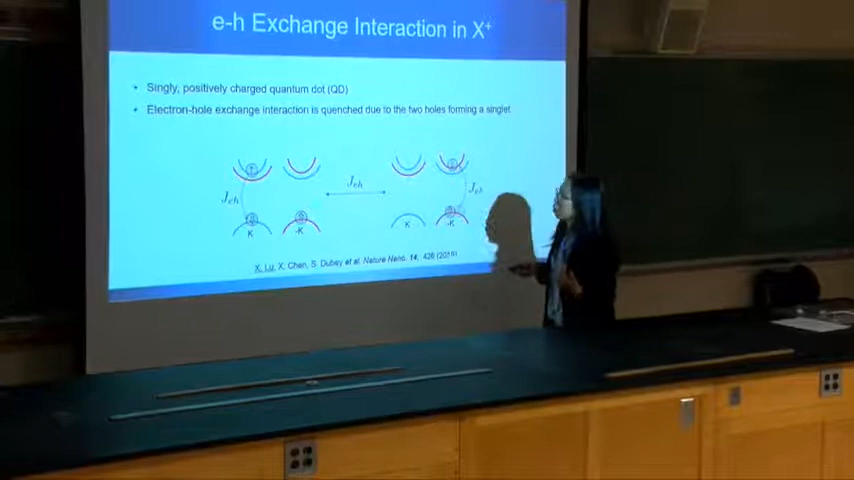 e-h Exchange Interaction in X⁺
• Singly, positively charged quantum dot (QD)
• Electron-hole exchange interaction is quenched due to the two holes forming a singlet.
J_eh J_eh J_eh
K -K K -K
X. Lu, X. Chen, S. Dubey et al. Nature Nano. 14, 426 (2019)